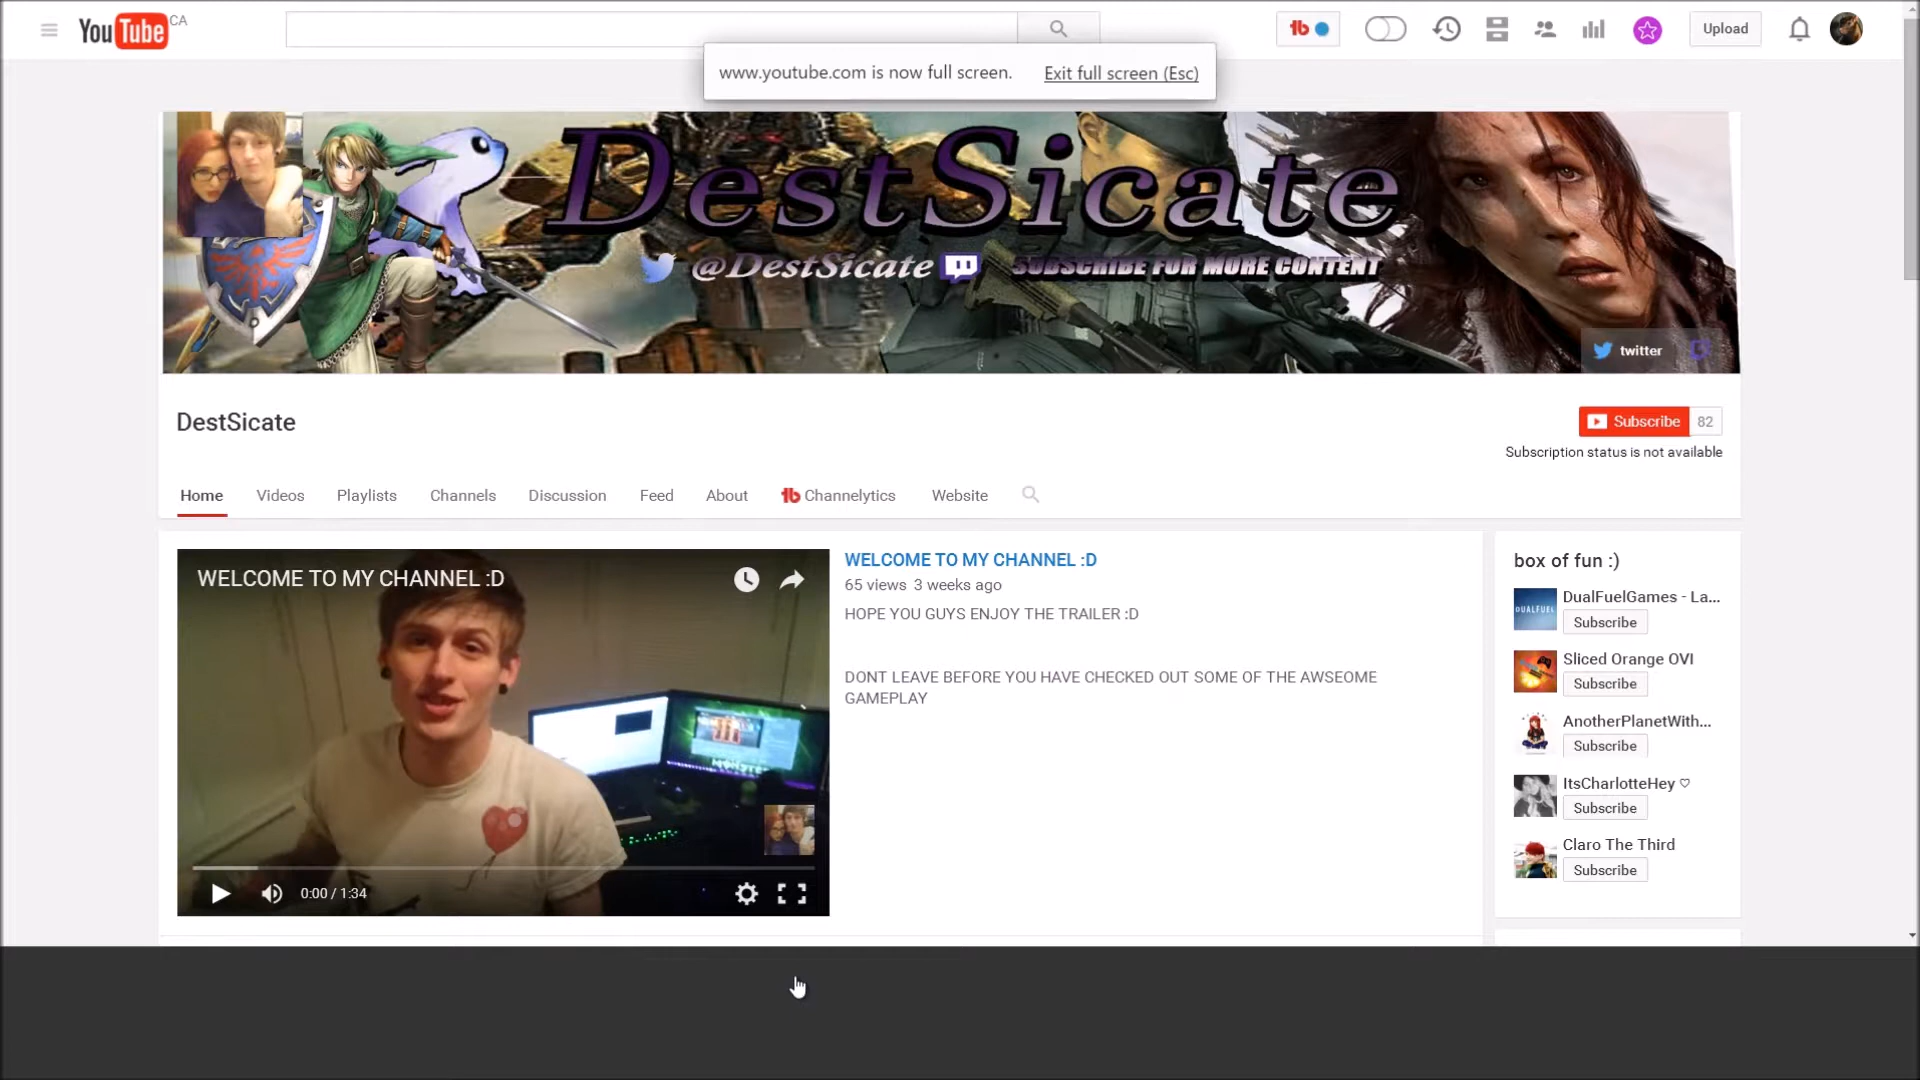 YouTube CA
Upload
www.youtube.com is now full screen. Exit full screen (Esc)
DestSicate
@DestSicate SUBSCRIBE FOR MORE CONTENT
twitter
DestSicate
Subscribe 82
Subscription status is not available
Home Videos Playlists Channels Discussion Feed About Channelytics Website
WELCOME TO MY CHANNEL :D
0:00 / 1:34
WELCOME TO MY CHANNEL :D
65 views 3 weeks ago
HOPE YOU GUYS ENJOY THE TRAILER :D
DONT LEAVE BEFORE YOU HAVE CHECKED OUT SOME OF THE AWSEOME
GAMEPLAY
box of fun :)
DUALFUEL
DualFuelGames - La...
Subscribe
Sliced Orange OVI
Subscribe
AnotherPlanetWith...
Subscribe
ItsCharlotteHey ♡
Subscribe
Claro The Third
Subscribe